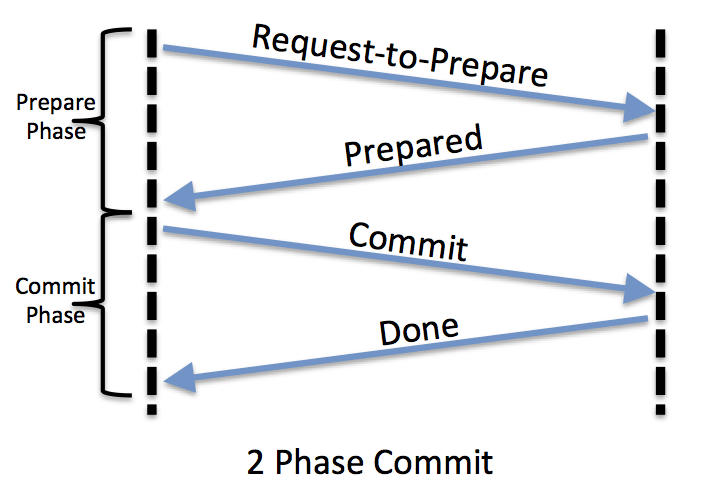 Request-to-Prepare
Prepare
Phase
Prepared
Commit
Commit
Phase
Done
2 Phase Commit